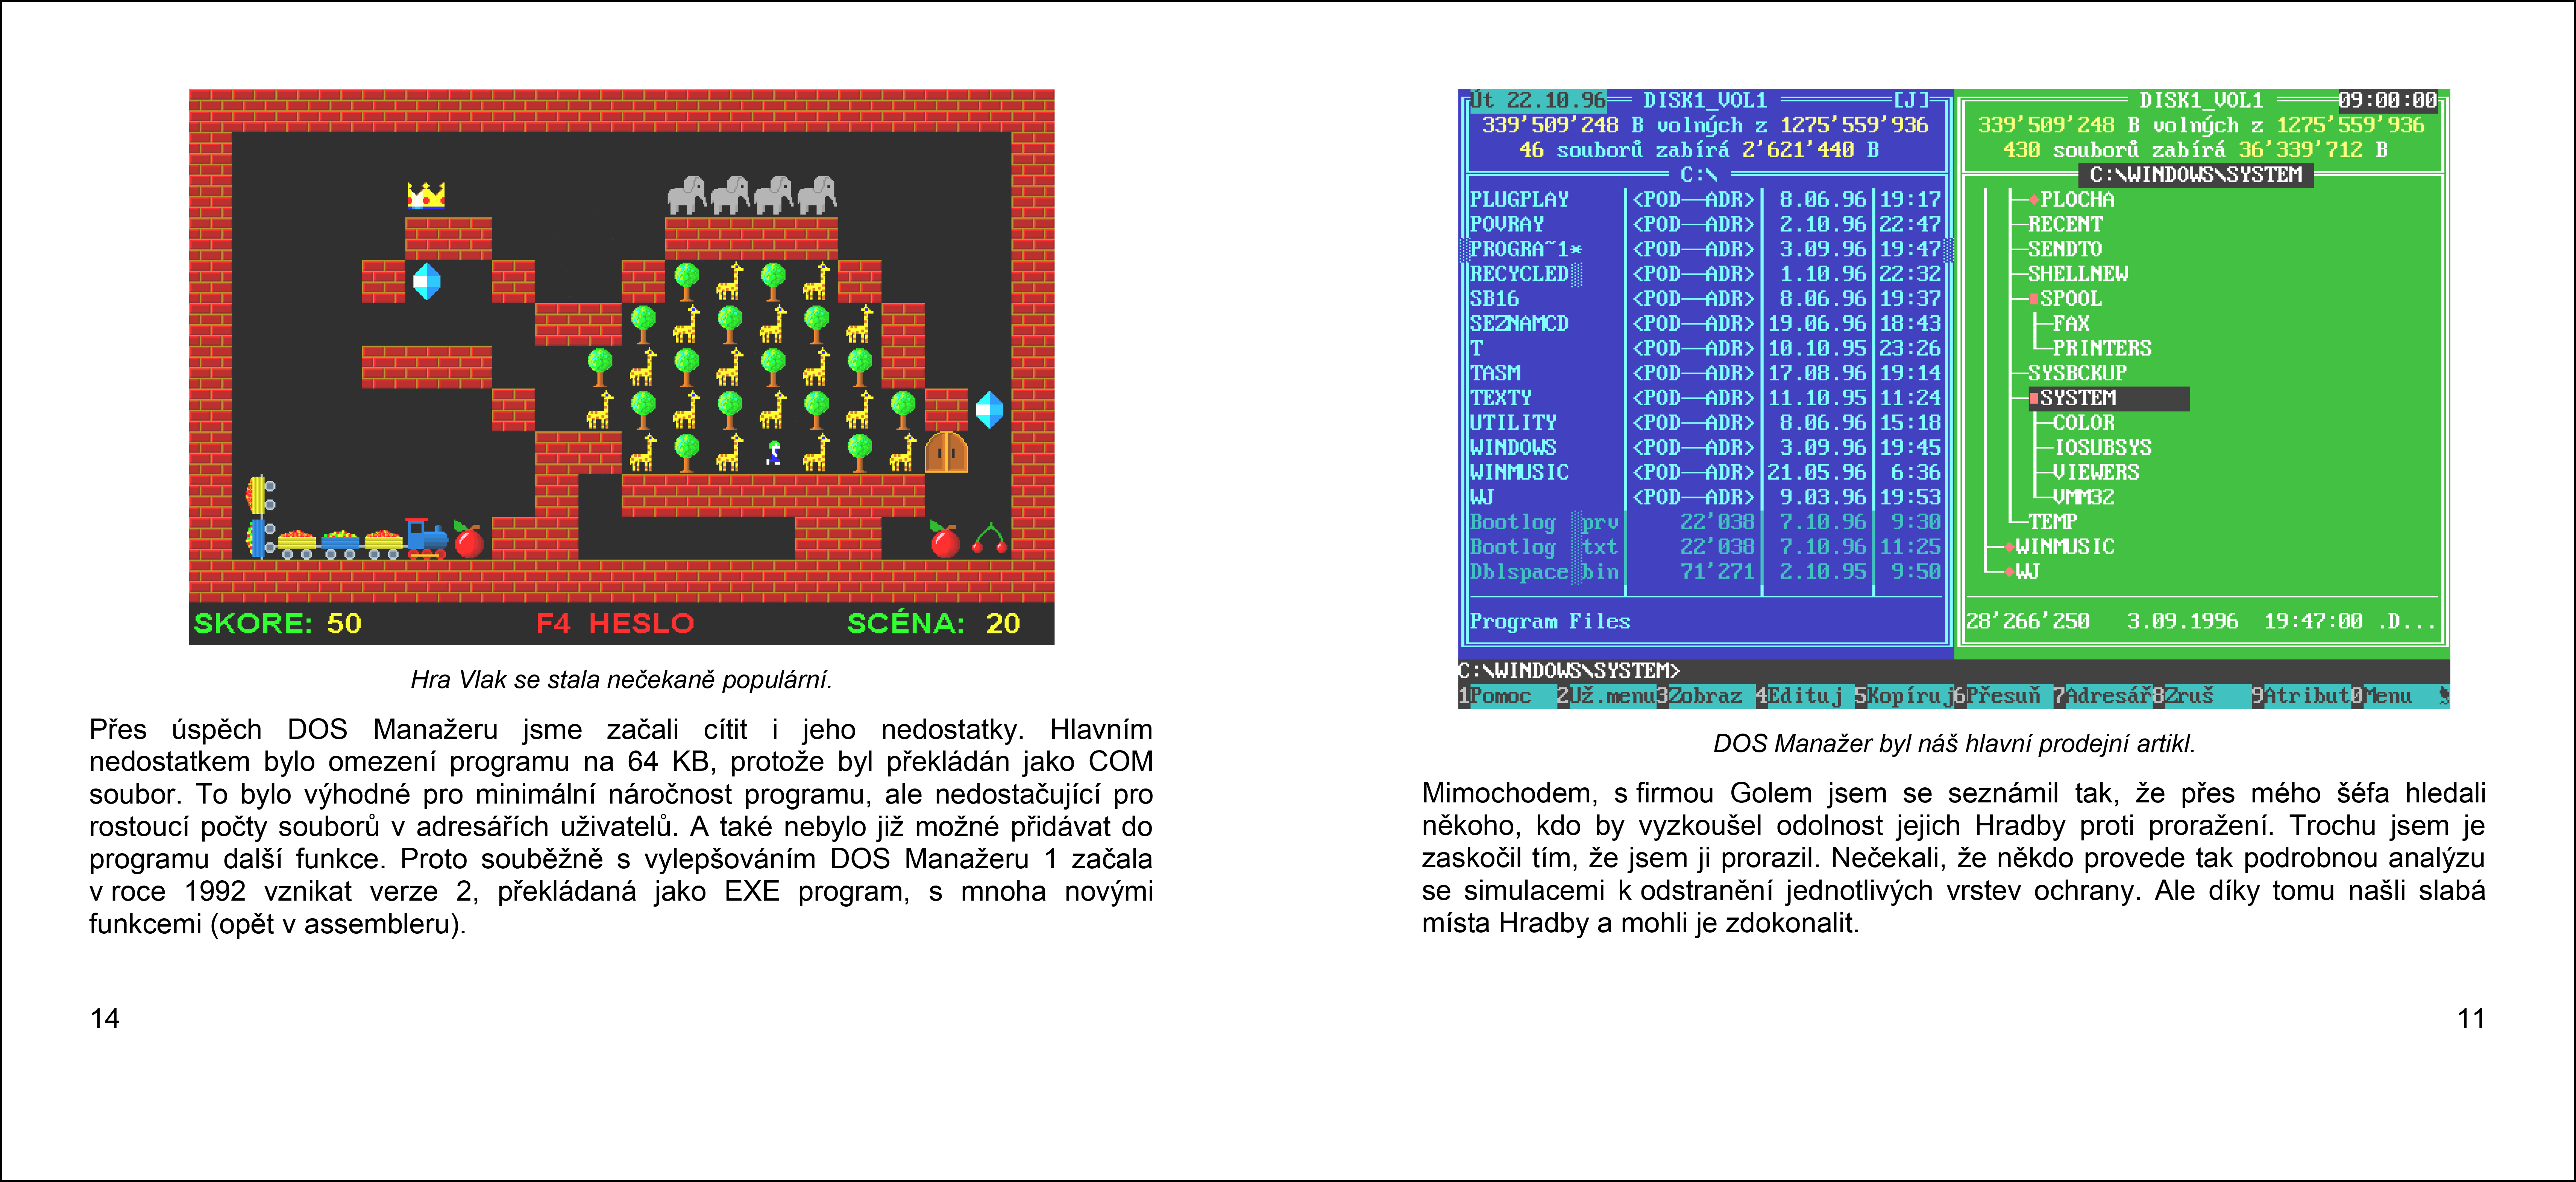 SKORE: 50 F4 HESLO SCÉNA: 20
Hra Vlak se stala nečekaně populární.
Přes úspěch DOS Manažeru jsme začali cítit i jeho nedostatky. Hlavním
nedostatkem bylo omezení programu na 64 KB, protože byl překládán jako COM
soubor. To bylo výhodné pro minimální náročnost programu, ale nedostačující pro
rostoucí počty souborů v adresářích uživatelů. A také nebylo již možné přidávat do
programu další funkce. Proto souběžně s vylepšováním DOS Manažeru 1 začala
v roce 1992 vznikat verze 2, překládaná jako EXE program, s mnoha novými
funkcemi (opět v assembleru).
14
Út 22.10.96 DISK1_VOL1 [J]
339'509'248 B volných z 1275'559'936
46 souborů zabírá 2'621'440 B
C:\
PLUGPLAY <POD—ADR> 8.06.96 19:17
POVRAY <POD—ADR> 2.10.96 22:47
PROGRA~1* <POD—ADR> 3.09.96 19:47
RECYCLED <POD—ADR> 1.10.96 22:32
SB16 <POD—ADR> 8.06.96 19:37
SEZNAMCD <POD—ADR> 19.06.96 18:43
T <POD—ADR> 10.10.95 23:26
TASM <POD—ADR> 17.08.96 19:14
TEXTY <POD—ADR> 11.10.95 11:24
UTILITY <POD—ADR> 8.06.96 15:18
WINDOWS <POD—ADR> 3.09.96 19:45
WINMUSIC <POD—ADR> 21.05.96 6:36
WJ <POD—ADR> 9.03.96 19:53
Bootlog prv 22'038 7.10.96 9:30
Bootlog txt 22'038 7.10.96 11:25
Dblspace bin 71'271 2.10.95 9:50
Program Files
DISK1_VOL1 09:00:00
339'509'248 B volných z 1275'559'936
430 souborů zabírá 36'339'712 B
C:\WINDOWS\SYSTEM
PLOCHA
RECENT
SENDTO
SHELLNEW
SPOOL
FAX
PRINTERS
SYSBCKUP
SYSTEM
COLOR
IOSUBSYS
VIEWERS
VMM32
TEMP
WINMUSIC
WJ
28'266'250 3.09.1996 19:47:00 .D...
C:\WINDOWS\SYSTEM>
1Pomoc 2Už.menu3Zobraz 4Edituj 5Kopíruj6Přesuň 7Adresář8Zruš 9Atribut0Menu
DOS Manažer byl náš hlavní prodejní artikl.
Mimochodem, s firmou Golem jsem se seznámil tak, že přes mého šéfa hledali
někoho, kdo by vyzkoušel odolnost jejich Hradby proti proražení. Trochu jsem je
zaskočil tím, že jsem ji prorazil. Nečekali, že někdo provede tak podrobnou analýzu
se simulacemi k odstranění jednotlivých vrstev ochrany. Ale díky tomu našli slabá
místa Hradby a mohli je zdokonalit.
11